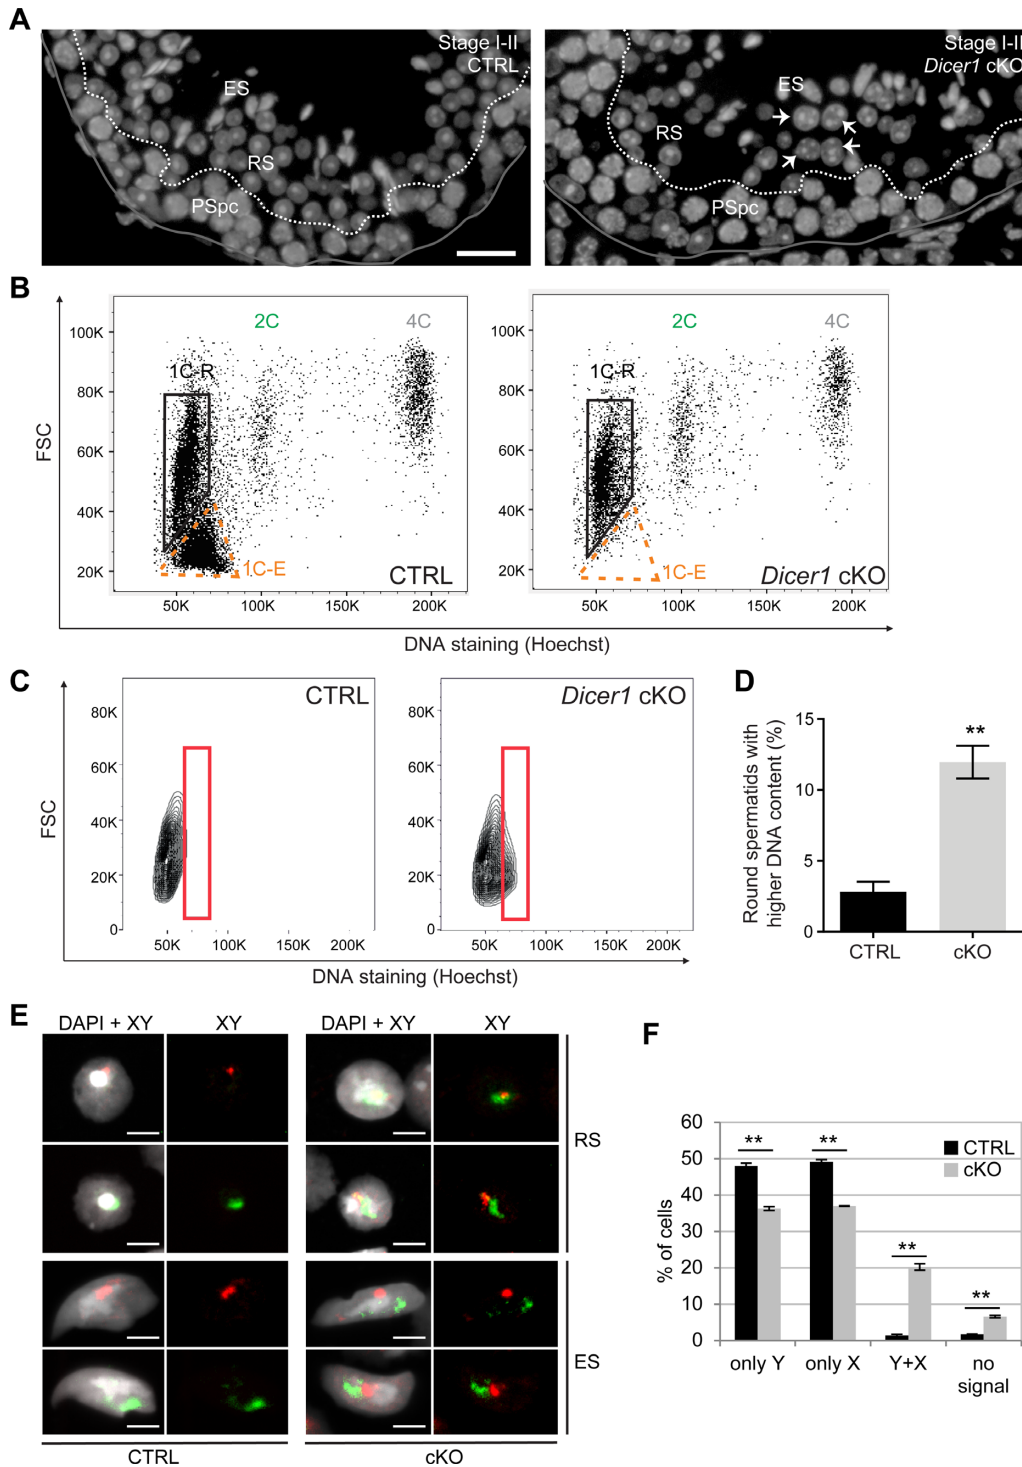 A
Stage I-II
CTRL
ES
RS
PSpc
Stage I-II
Dicer1 cKO
ES
RS
PSpc
B
FSC
100K
80K
60K
40K
20K
2C
4C
1C-R
1C-E
CTRL
50K 100K 150K 200K
100K
80K
60K
40K
20K
2C
4C
1C-R
1C-E
Dicer1 cKO
50K 100K 150K 200K
DNA staining (Hoechst)
C
FSC
80K
60K
40K
20K
0
CTRL
50K 100K 150K 200K
80K
60K
40K
20K
0
Dicer1 cKO
50K 100K 150K 200K
DNA staining (Hoechst)
D
Round spermatids with
higher DNA content (%)
15
10
5
0
**
CTRL cKO
E
DAPI + XY XY DAPI + XY XY
RS
ES
CTRL cKO
F
% of cells
60
50
40
30
20
10
0
** ** ** **
CTRL
cKO
only Y only X Y+X no
signal